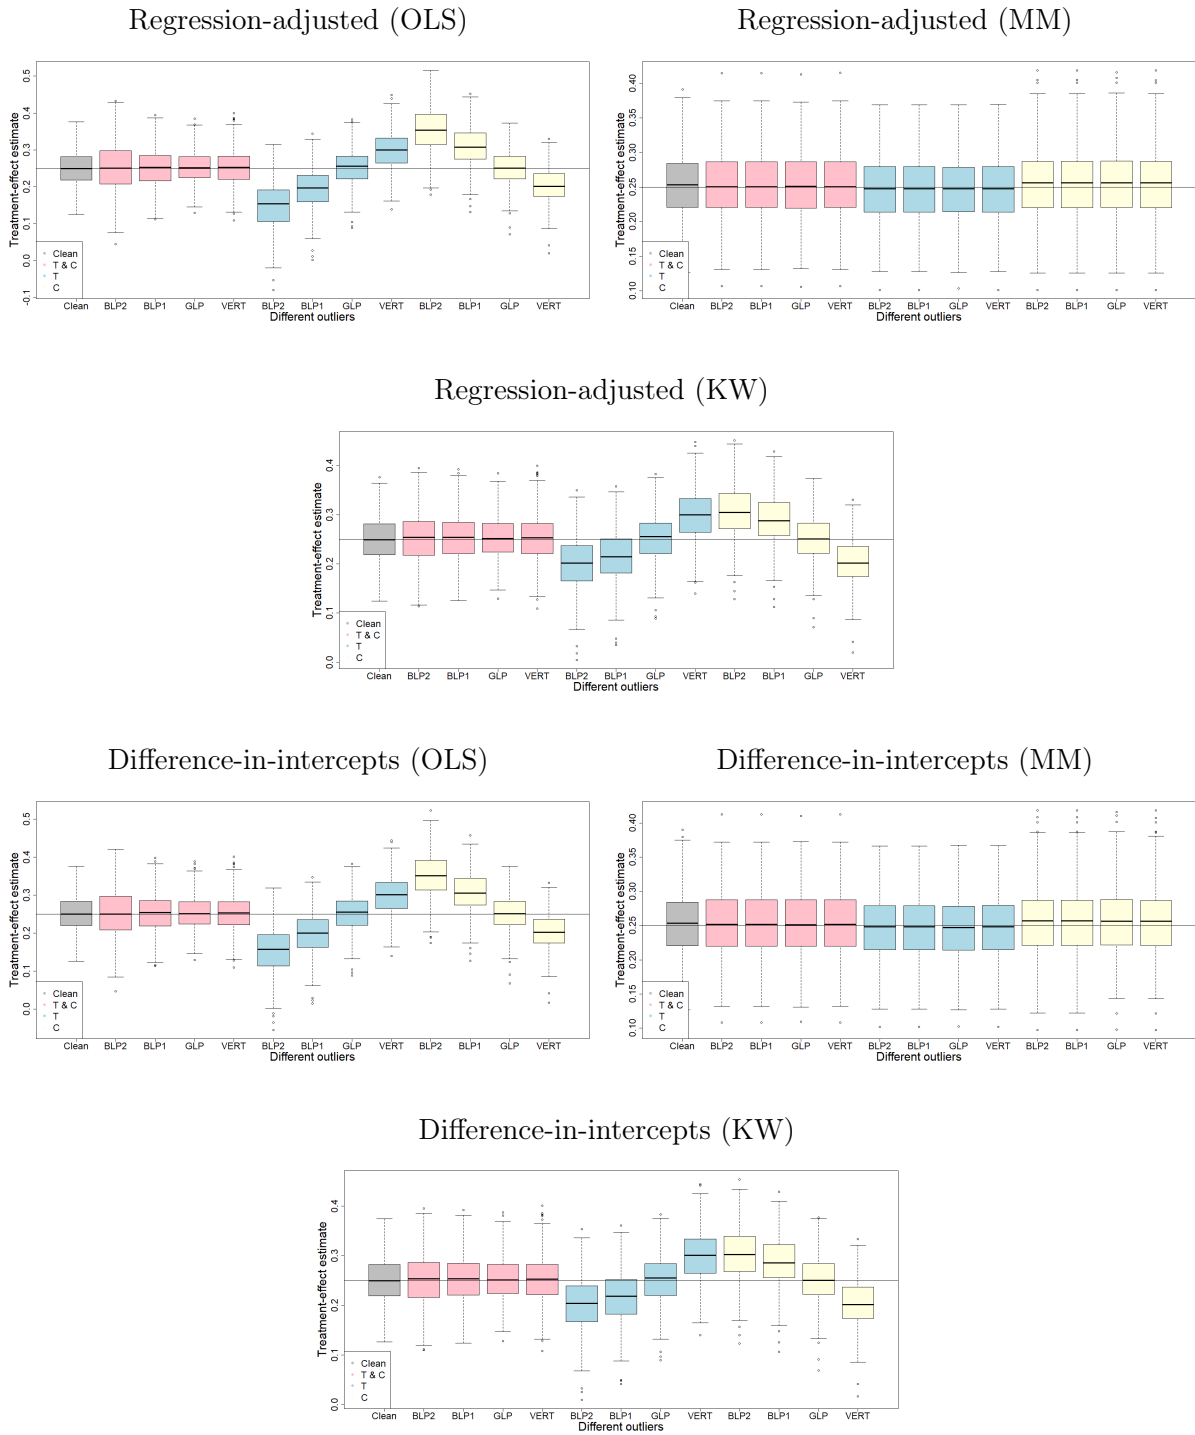 Regression-adjusted (OLS)
Regression-adjusted (MM)
Treatment-effect estimate
0.5
0.4
0.3
0.2
0.1
0.0
-0.1
Clean
T & C
T
C
Clean BLP2 BLP1 GLP VERT BLP2 BLP1 GLP VERT BLP2 BLP1 GLP VERT
Different outliers
Treatment-effect estimate
0.40
0.35
0.30
0.25
0.20
0.15
0.10
Clean
T & C
T
C
Clean BLP2 BLP1 GLP VERT BLP2 BLP1 GLP VERT BLP2 BLP1 GLP VERT
Different outliers
Regression-adjusted (KW)
Treatment-effect estimate
0.4
0.3
0.2
0.1
0.0
Clean
T & C
T
C
Clean BLP2 BLP1 GLP VERT BLP2 BLP1 GLP VERT BLP2 BLP1 GLP VERT
Different outliers
Difference-in-intercepts (OLS)
Difference-in-intercepts (MM)
Treatment-effect estimate
0.5
0.4
0.3
0.2
0.1
0.0
Clean
T & C
T
C
Clean BLP2 BLP1 GLP VERT BLP2 BLP1 GLP VERT BLP2 BLP1 GLP VERT
Different outliers
Treatment-effect estimate
0.40
0.35
0.30
0.25
0.20
0.15
0.10
Clean
T & C
T
C
Clean BLP2 BLP1 GLP VERT BLP2 BLP1 GLP VERT BLP2 BLP1 GLP VERT
Different outliers
Difference-in-intercepts (KW)
Treatment-effect estimate
0.4
0.3
0.2
0.1
0.0
Clean
T & C
T
C
Clean BLP2 BLP1 GLP VERT BLP2 BLP1 GLP VERT BLP2 BLP1 GLP VERT
Different outliers